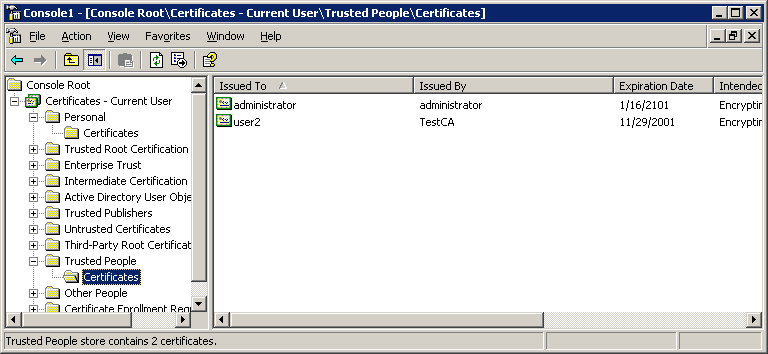 Console1 - [Console Root\Certificates - Current User\Trusted People\Certificates]
File Action View Favorites Window Help
Console Root
Certificates - Current User
Personal
Certificates
Trusted Root Certification
Enterprise Trust
Intermediate Certification
Active Directory User Obje
Trusted Publishers
Untrusted Certificates
Third-Party Root Certificat
Trusted People
Certificates
Other People
Certificate Enrollment Req
Issued To Issued By Expiration Date Intended
administrator administrator 1/16/2101 Encryptin
user2 TestCA 11/29/2001 Encryptin
Trusted People store contains 2 certificates.